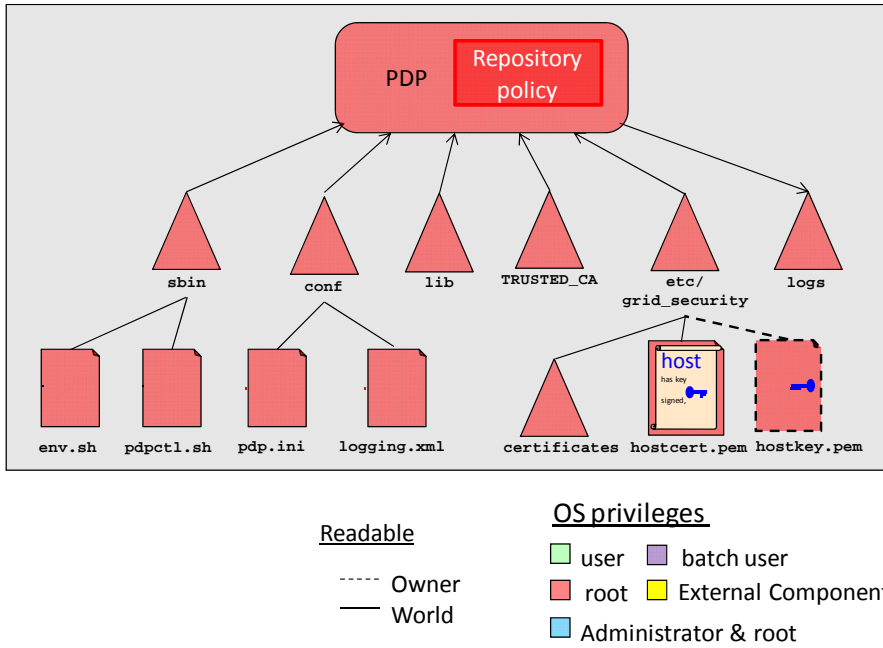 PDP
Repository
policy
sbin
conf
lib
TRUSTED_CA
etc/
grid_security
logs
env.sh
pdpctl.sh
pdp.ini
logging.xml
certificates
host
has key
signed,
hostcert.pem
hostkey.pem
Readable
Owner
World
OS privileges
user
batch user
root
External Component
Administrator & root